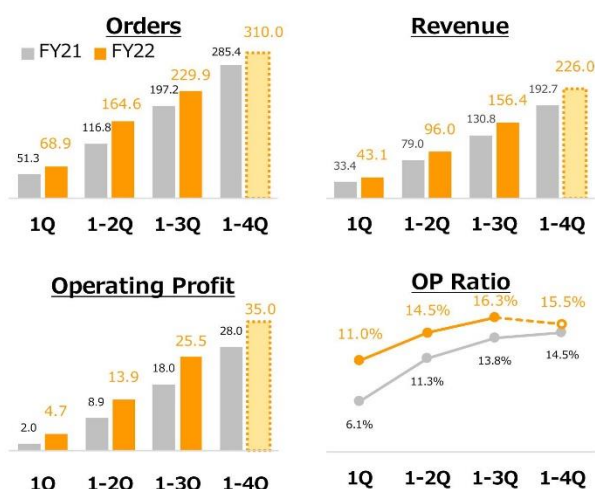 Orders
FY21 FY22
51.3 68.9 116.8 164.6 197.2 229.9 285.4 310.0
1Q 1-2Q 1-3Q 1-4Q
Revenue
33.4 43.1 79.0 96.0 130.8 156.4 192.7 226.0
1Q 1-2Q 1-3Q 1-4Q
Operating Profit
2.0 4.7 8.9 13.9 18.0 25.5 28.0 35.0
1Q 1-2Q 1-3Q 1-4Q
OP Ratio
11.0% 14.5% 16.3% 15.5%
6.1% 11.3% 13.8% 14.5%
1Q 1-2Q 1-3Q 1-4Q